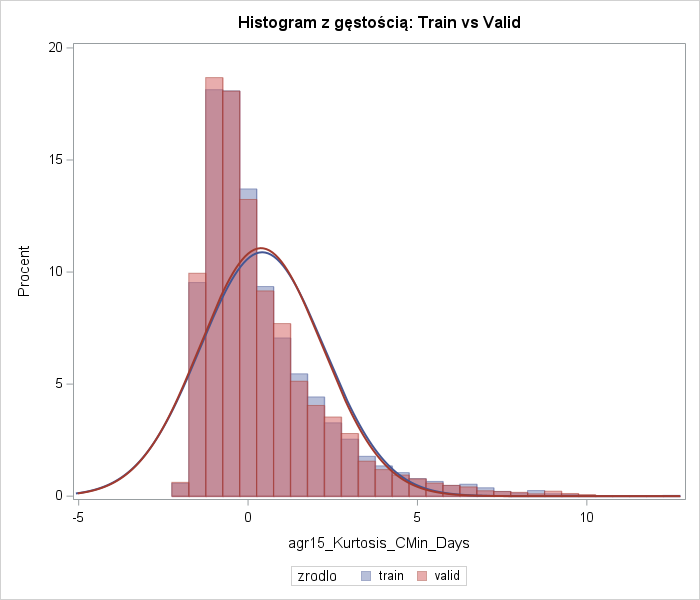 Histogram z gęstością: Train vs Valid
20
15
10
5
0
Procent
-5 0 5 10
agr15_Kurtosis_CMin_Days
zrodlo train valid